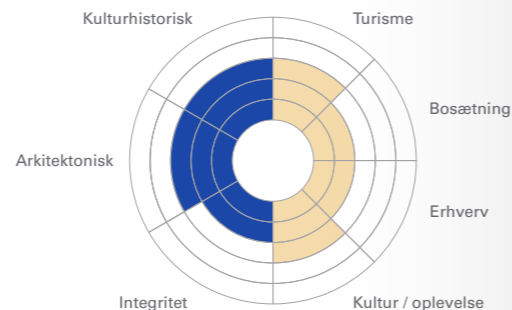 Kulturhistorisk
Turisme
Bosætning
Arkitektonisk
Erhverv
Integritet
Kultur / oplevelse